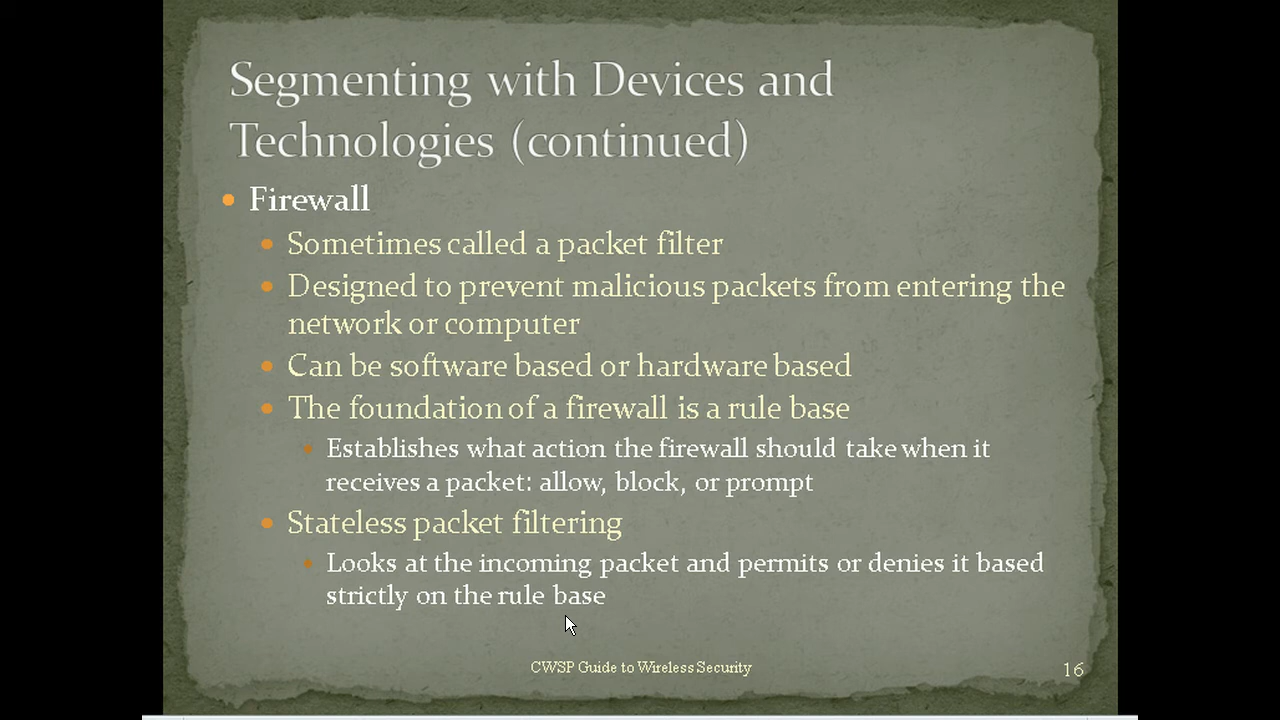 Segmenting with Devices and
Technologies (continued)
• Firewall
• Sometimes called a packet filter
• Designed to prevent malicious packets from entering the
network or computer
• Can be software based or hardware based
• The foundation of a firewall is a rule base
• Establishes what action the firewall should take when it
receives a packet: allow, block, or prompt
• Stateless packet filtering
• Looks at the incoming packet and permits or denies it based
strictly on the rule base
CWSP Guide to Wireless Security
16